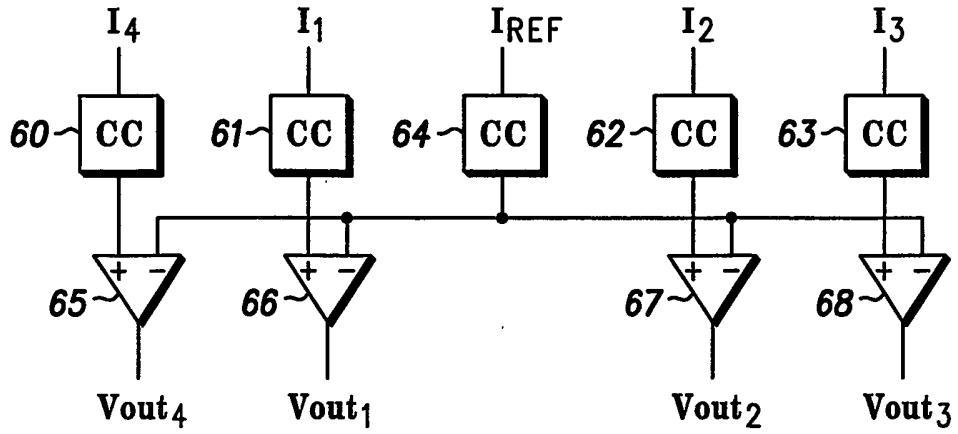 I4 I1 IREF I2 I3
60 CC 61 CC 64 CC 62 CC 63 CC
+ − + − + − + −
65 66 67 68
Vout4 Vout1 Vout2 Vout3